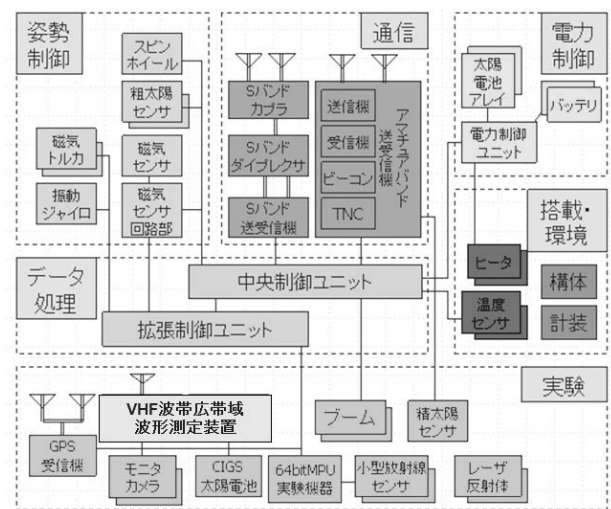 姿勢
制御
スピン
ホイール
粗太陽
センサ
磁気
トルカ
磁気
センサ
振動
ジャイロ
磁気
センサ
回路部
通信
Sバンド
カプラ
Sバンド
ダイプレクサ
Sバンド
送受信機
送信機
受信機
ビーコン
TNC
アマチュアバンド
送受信機
電力
制御
太陽
電池
アレイ
バッテリ
電力制御
ユニット
搭載・
環境
ヒータ
構体
温度
センサ
計装
データ
処理
中央制御ユニット
拡張制御ユニット
実験
VHF波帯広帯域
波形測定装置
GPS
受信機
モニタ
カメラ
CIGS
太陽電池
64bitMPU
実験機器
ブーム
小型放射線
センサ
精太陽
センサ
レーザ
反射体